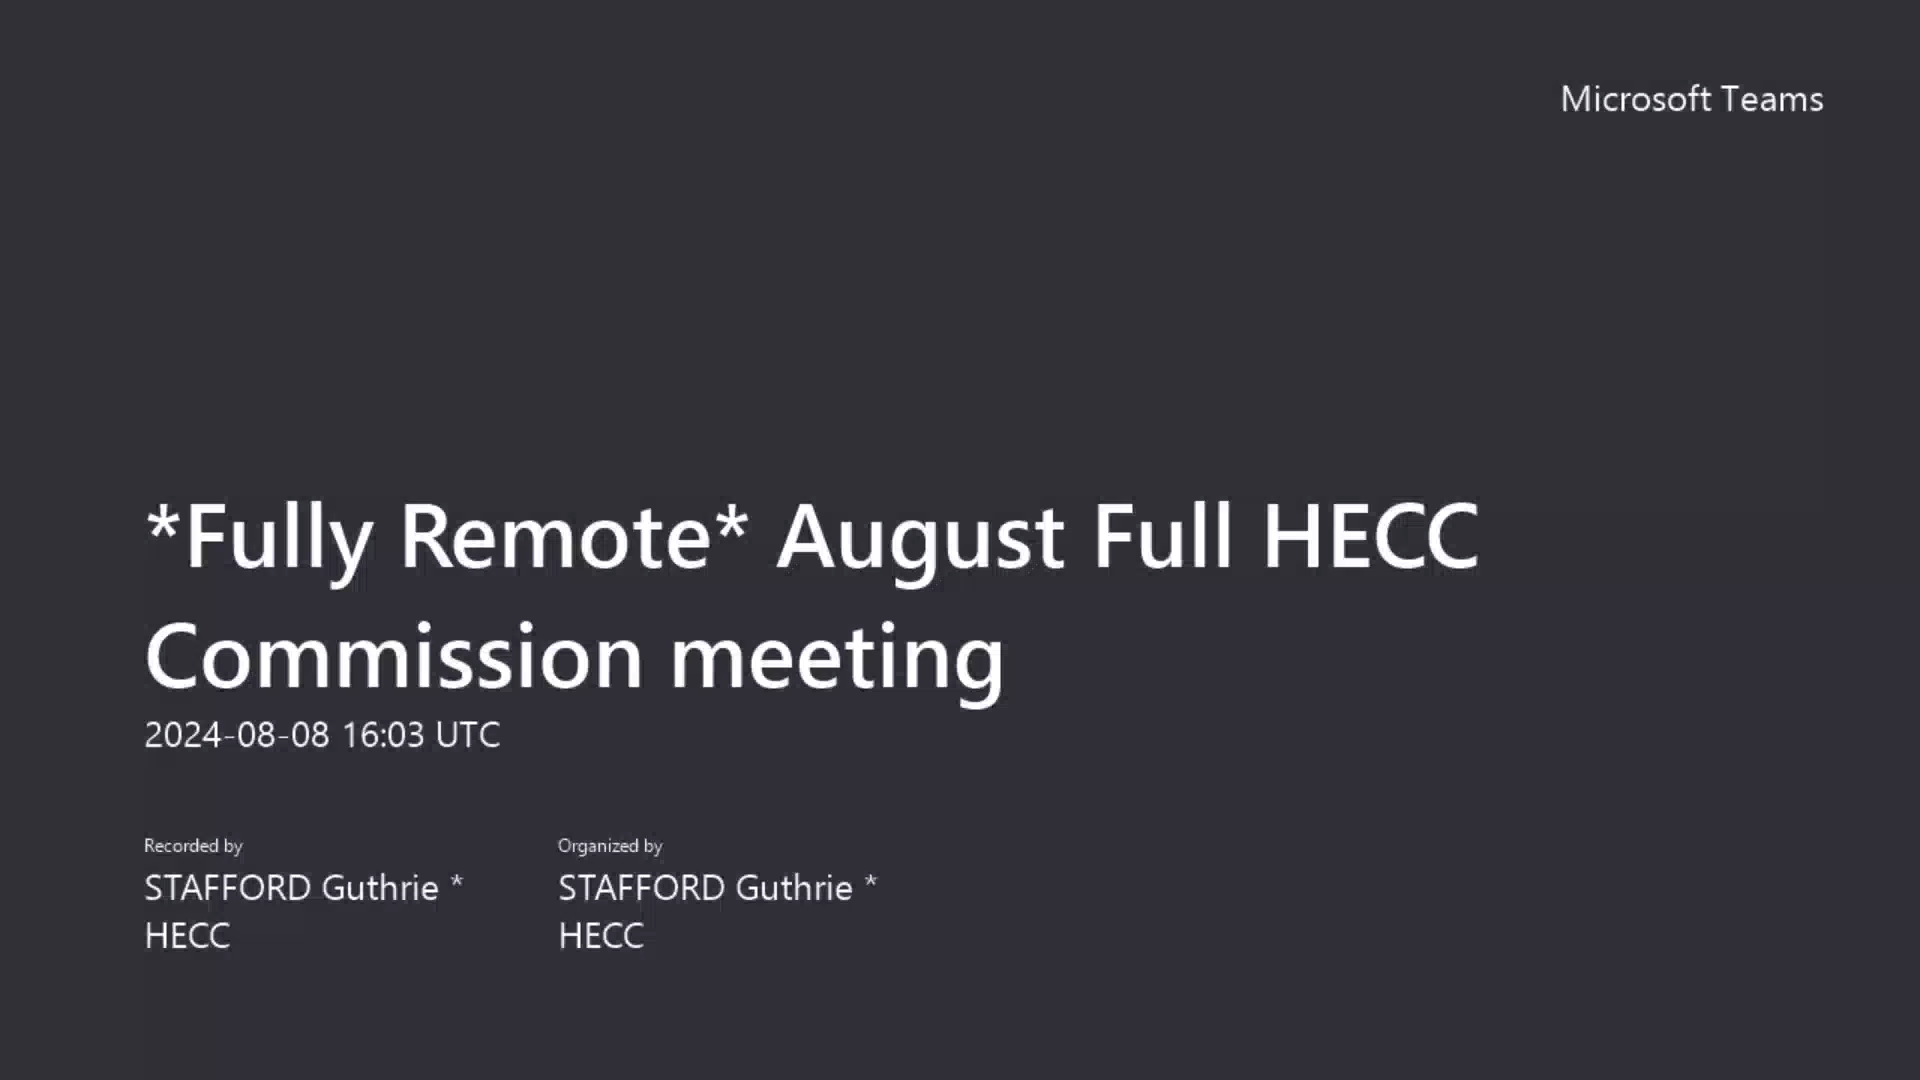 Microsoft Teams
*Fully Remote* August Full HECC
Commission meeting
2024-08-08 16:03 UTC
Recorded by
STAFFORD Guthrie *
HECC
Organized by
STAFFORD Guthrie *
HECC